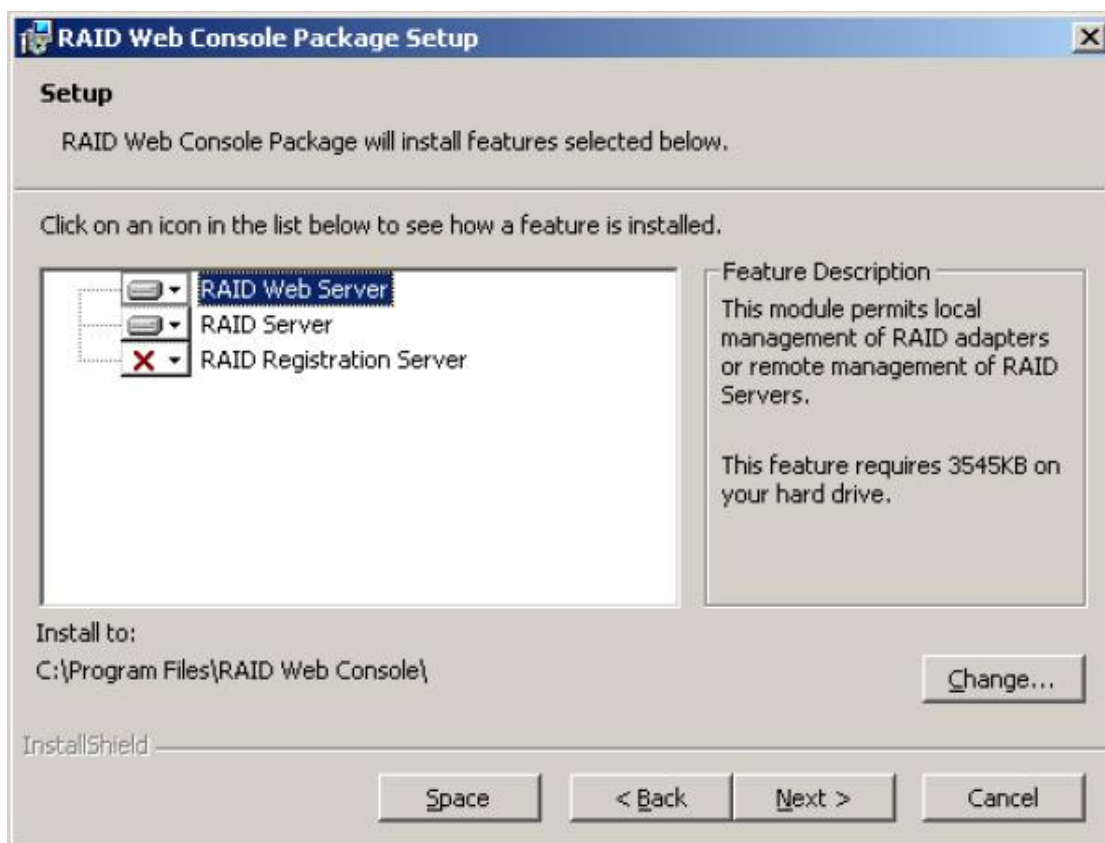 RAID Web Console Package Setup
Setup
RAID Web Console Package will install features selected below.
Click on an icon in the list below to see how a feature is installed.
RAID Web Server
RAID Server
RAID Registration Server
Feature Description
This module permits local
management of RAID adapters
or remote management of RAID
Servers.
This feature requires 3545KB on
your hard drive.
Install to:
C:\Program Files\RAID Web Console\
Change...
InstallShield
Space
< Back
Next >
Cancel